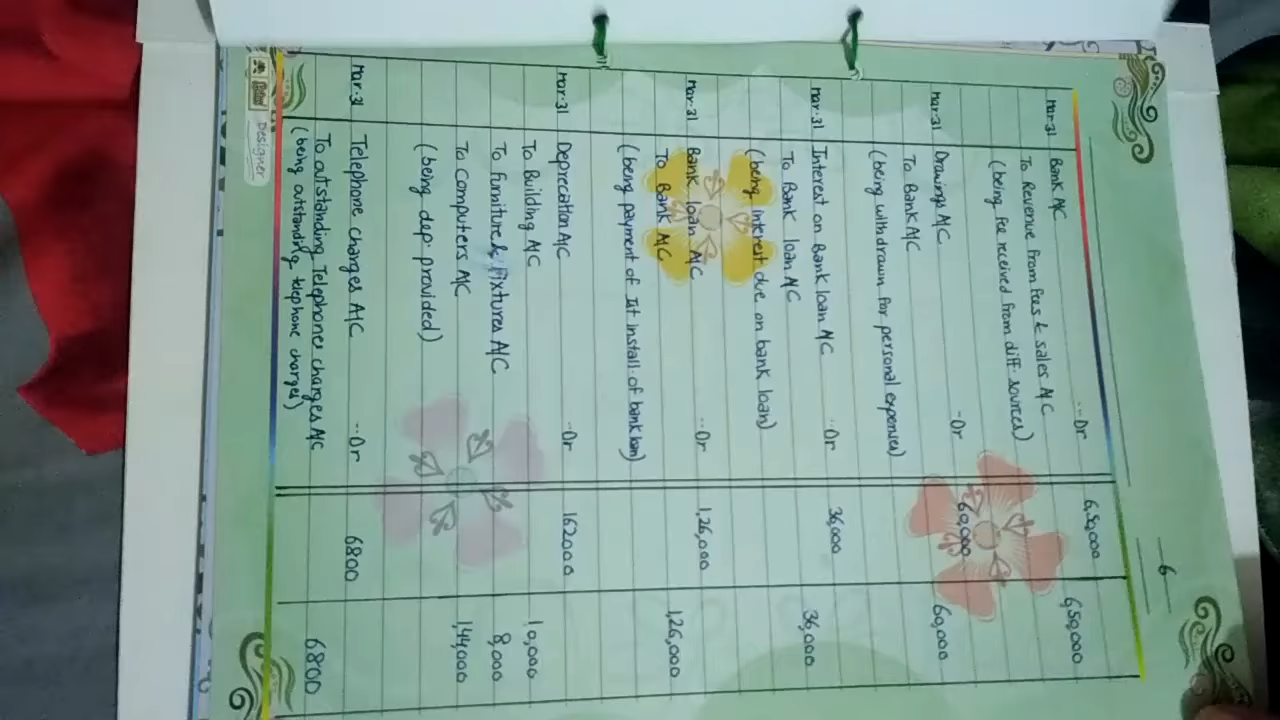 6
Mar.31 Bank A/C --Dr 6,50,000
To Revenue from fees & sales A/C 6,50,000
(being fee received from diff. sources)
Mar.31 Drawings A/C -Dr 60,000
To Bank A/C 60,000
(being withdrawn for personal expenses)
Mar.31 Interest on Bank loan A/C --Dr 36,000
To Bank loan A/C 36,000
(being interest due on bank loan)
Mar.31 Bank loan A/C --Dr 1,26,000
To Bank A/C 1,26,000
(being payment of Ist install. of bank loan)
Mar.31 Deprecation A/C --Dr 162000
To Building A/C 10,000
To furniture & Fixtures A/C 8,000
To Computers A/C 1,44,000
(being dep. provided)
Mar.31 Telephone charges A/C --Dr 6800
To outstanding Telephone charges A/C 6800
(being outstanding telephone charges)
Designer